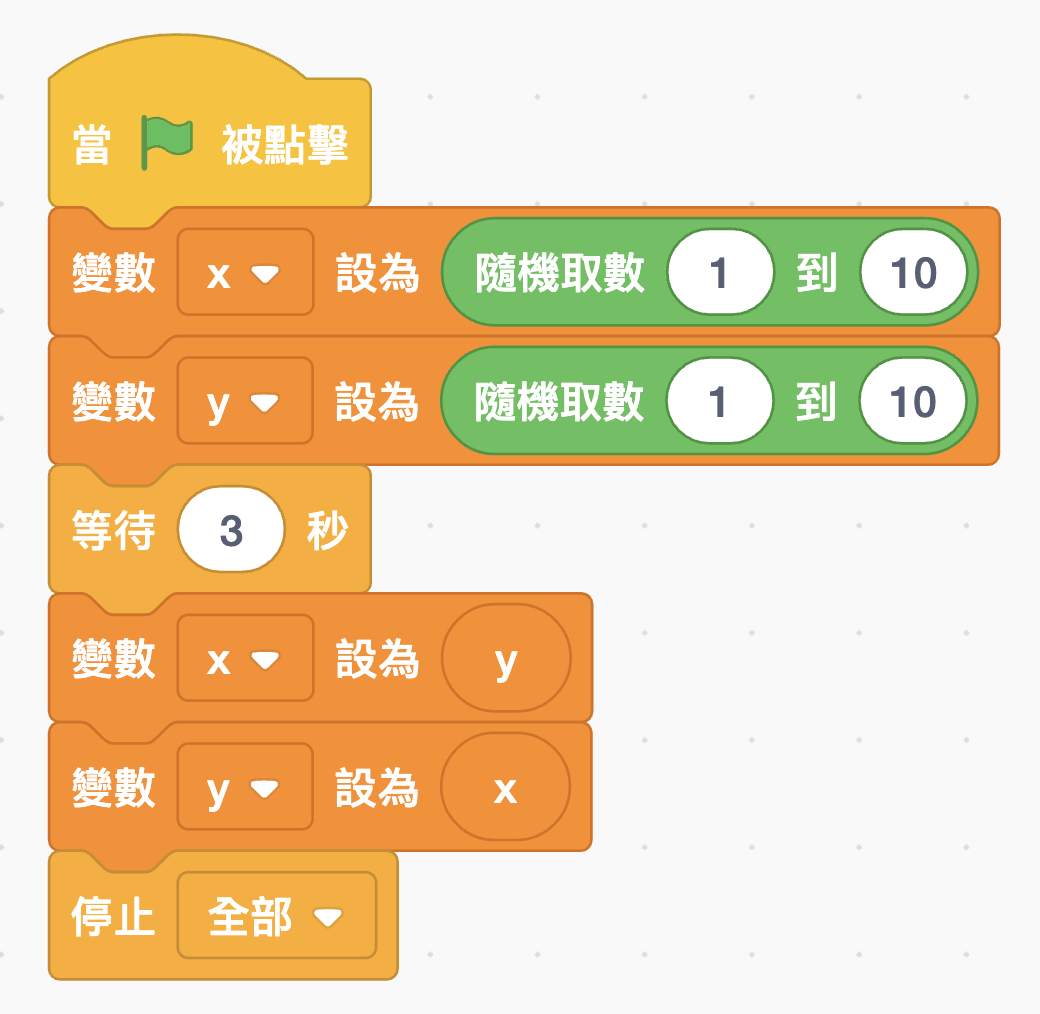 當 被點擊
變數 x 設為 隨機取數 1 到 10
變數 y 設為 隨機取數 1 到 10
等待 3 秒
變數 x 設為 y
變數 y 設為 x
停止 全部